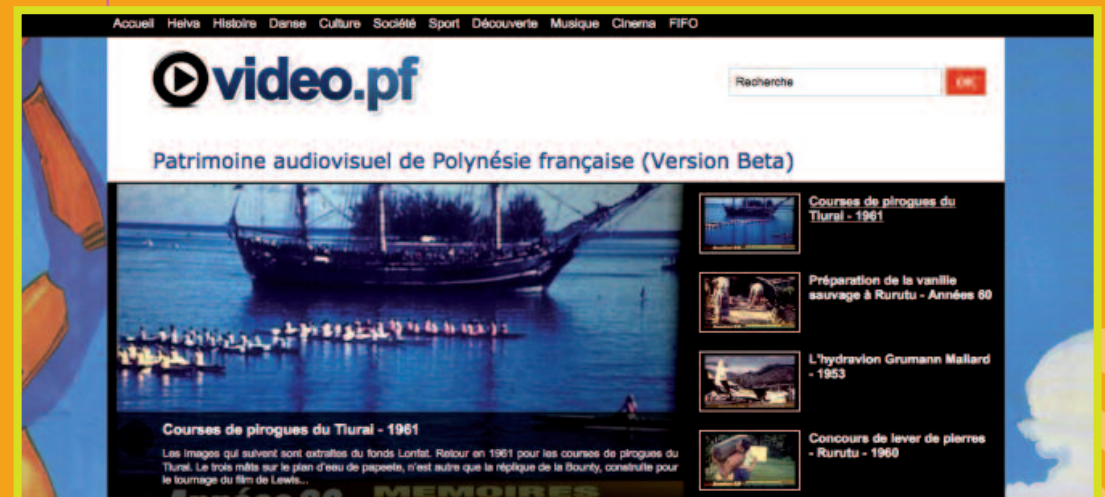 Accueil Heiva Histoire Danse Culture Société Sport Découverte Musique Cinema FIFO
video.pf
Recherche OK
Patrimoine audiovisuel de Polynésie française (Version Beta)
Courses de pirogues du
Tiurai - 1961
Préparation de la vanille
sauvage à Rurutu - Années 60
L'hydravion Grumann Mallard
- 1953
Concours de lever de pierres
- Rurutu - 1960
Courses de pirogues du Tiurai - 1961
Les images qui suivent sont extraites du fonds Lonfat. Retour en 1961 pour les courses de pirogues du
Tiurai. Le trois mâts sur le plan d'eau de papeete, n'est autre que la réplique de la Bounty, construite pour
le tournage du film de Lewis...
Années 60 MEMOIRES